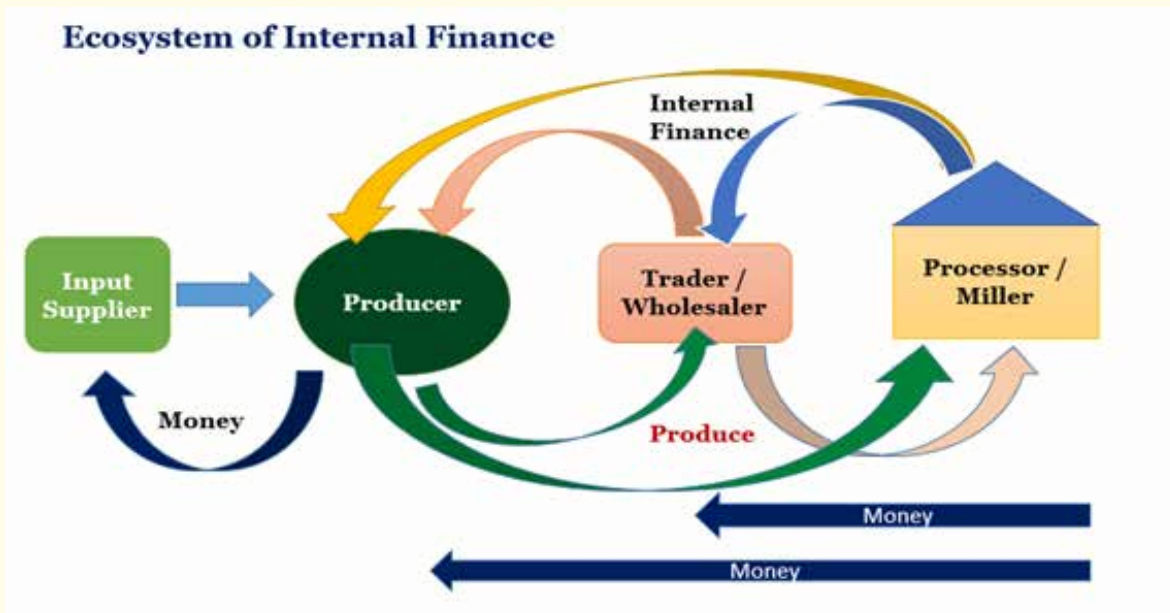 Ecosystem of Internal Finance
Internal
Finance
Input
Supplier
Producer
Trader /
Wholesaler
Processor /
Miller
Money
Produce
Money
Money